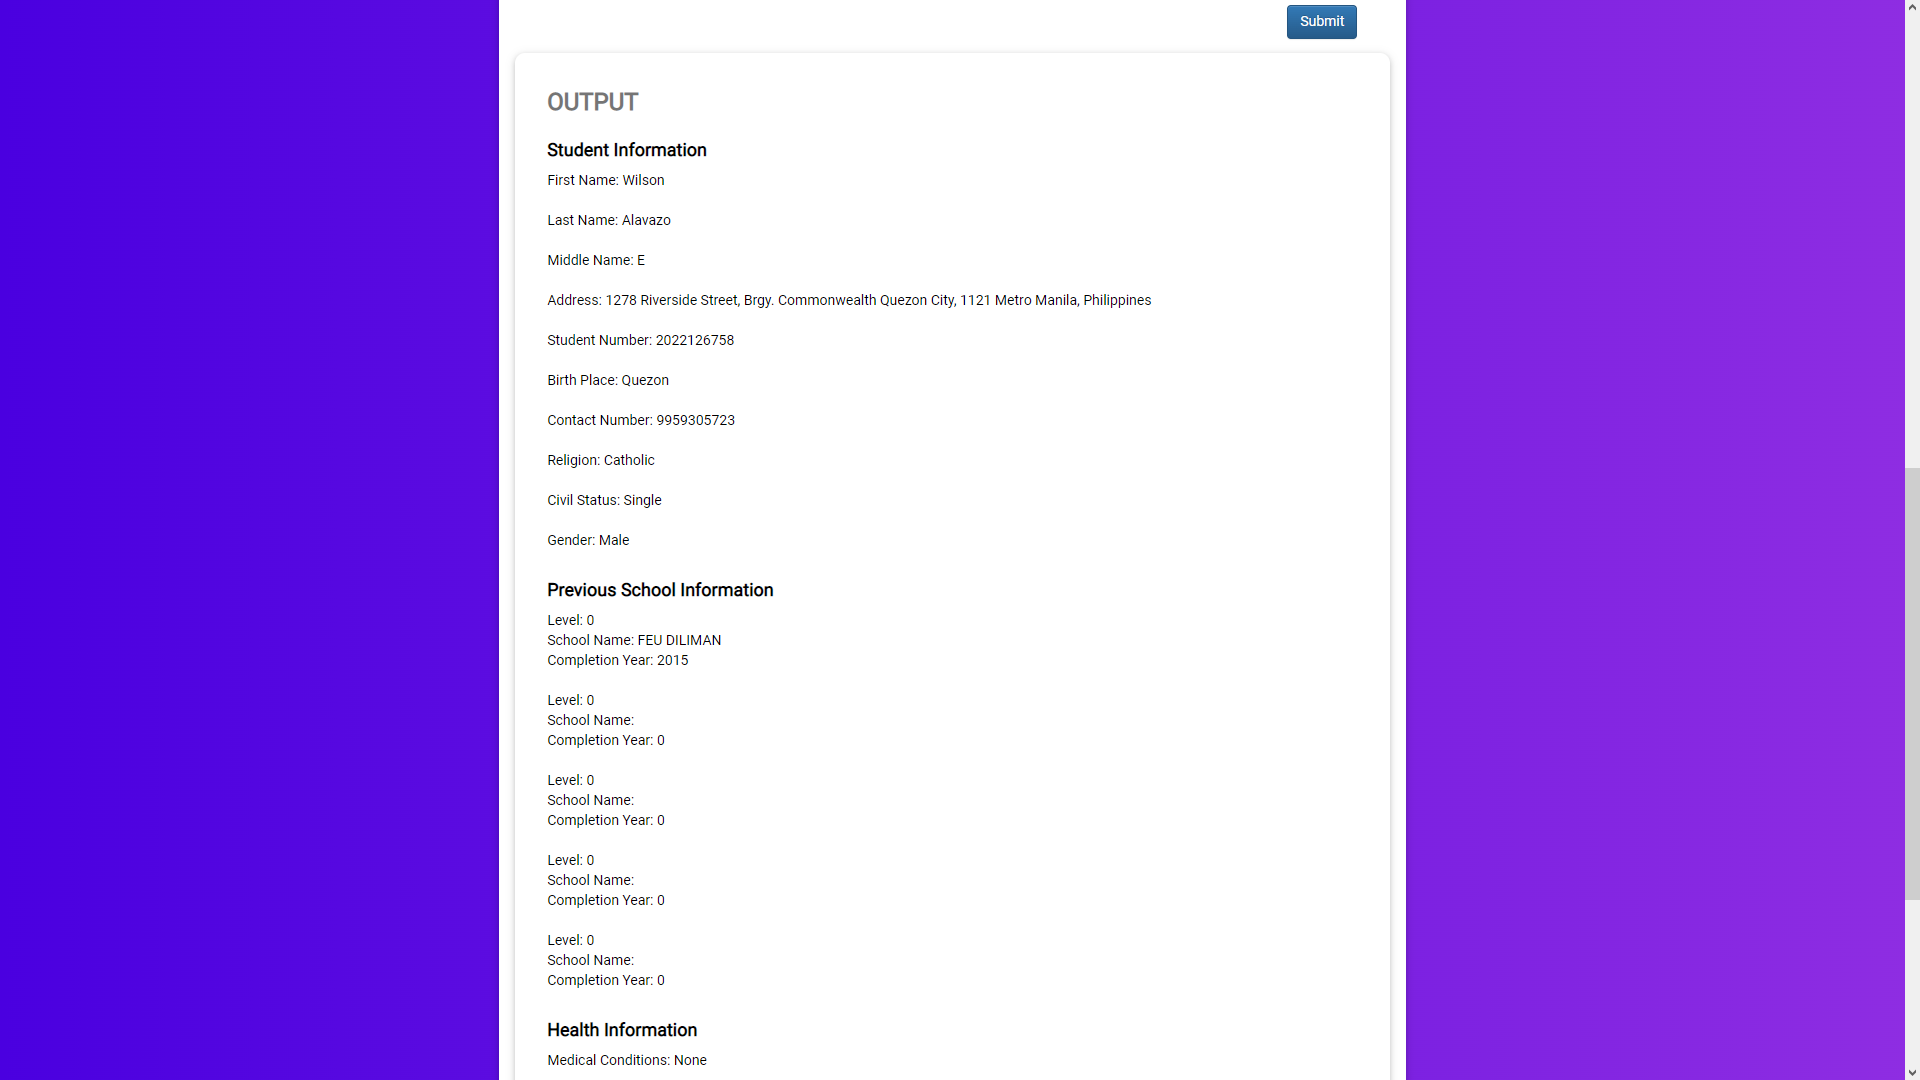 Submit
OUTPUT
Student Information
First Name: Wilson
Last Name: Alavazo
Middle Name: E
Address: 1278 Riverside Street, Brgy. Commonwealth Quezon City, 1121 Metro Manila, Philippines
Student Number: 2022126758
Birth Place: Quezon
Contact Number: 9959305723
Religion: Catholic
Civil Status: Single
Gender: Male
Previous School Information
Level: 0
School Name: FEU DILIMAN
Completion Year: 2015
Level: 0
School Name:
Completion Year: 0
Level: 0
School Name:
Completion Year: 0
Level: 0
School Name:
Completion Year: 0
Level: 0
School Name:
Completion Year: 0
Health Information
Medical Conditions: None